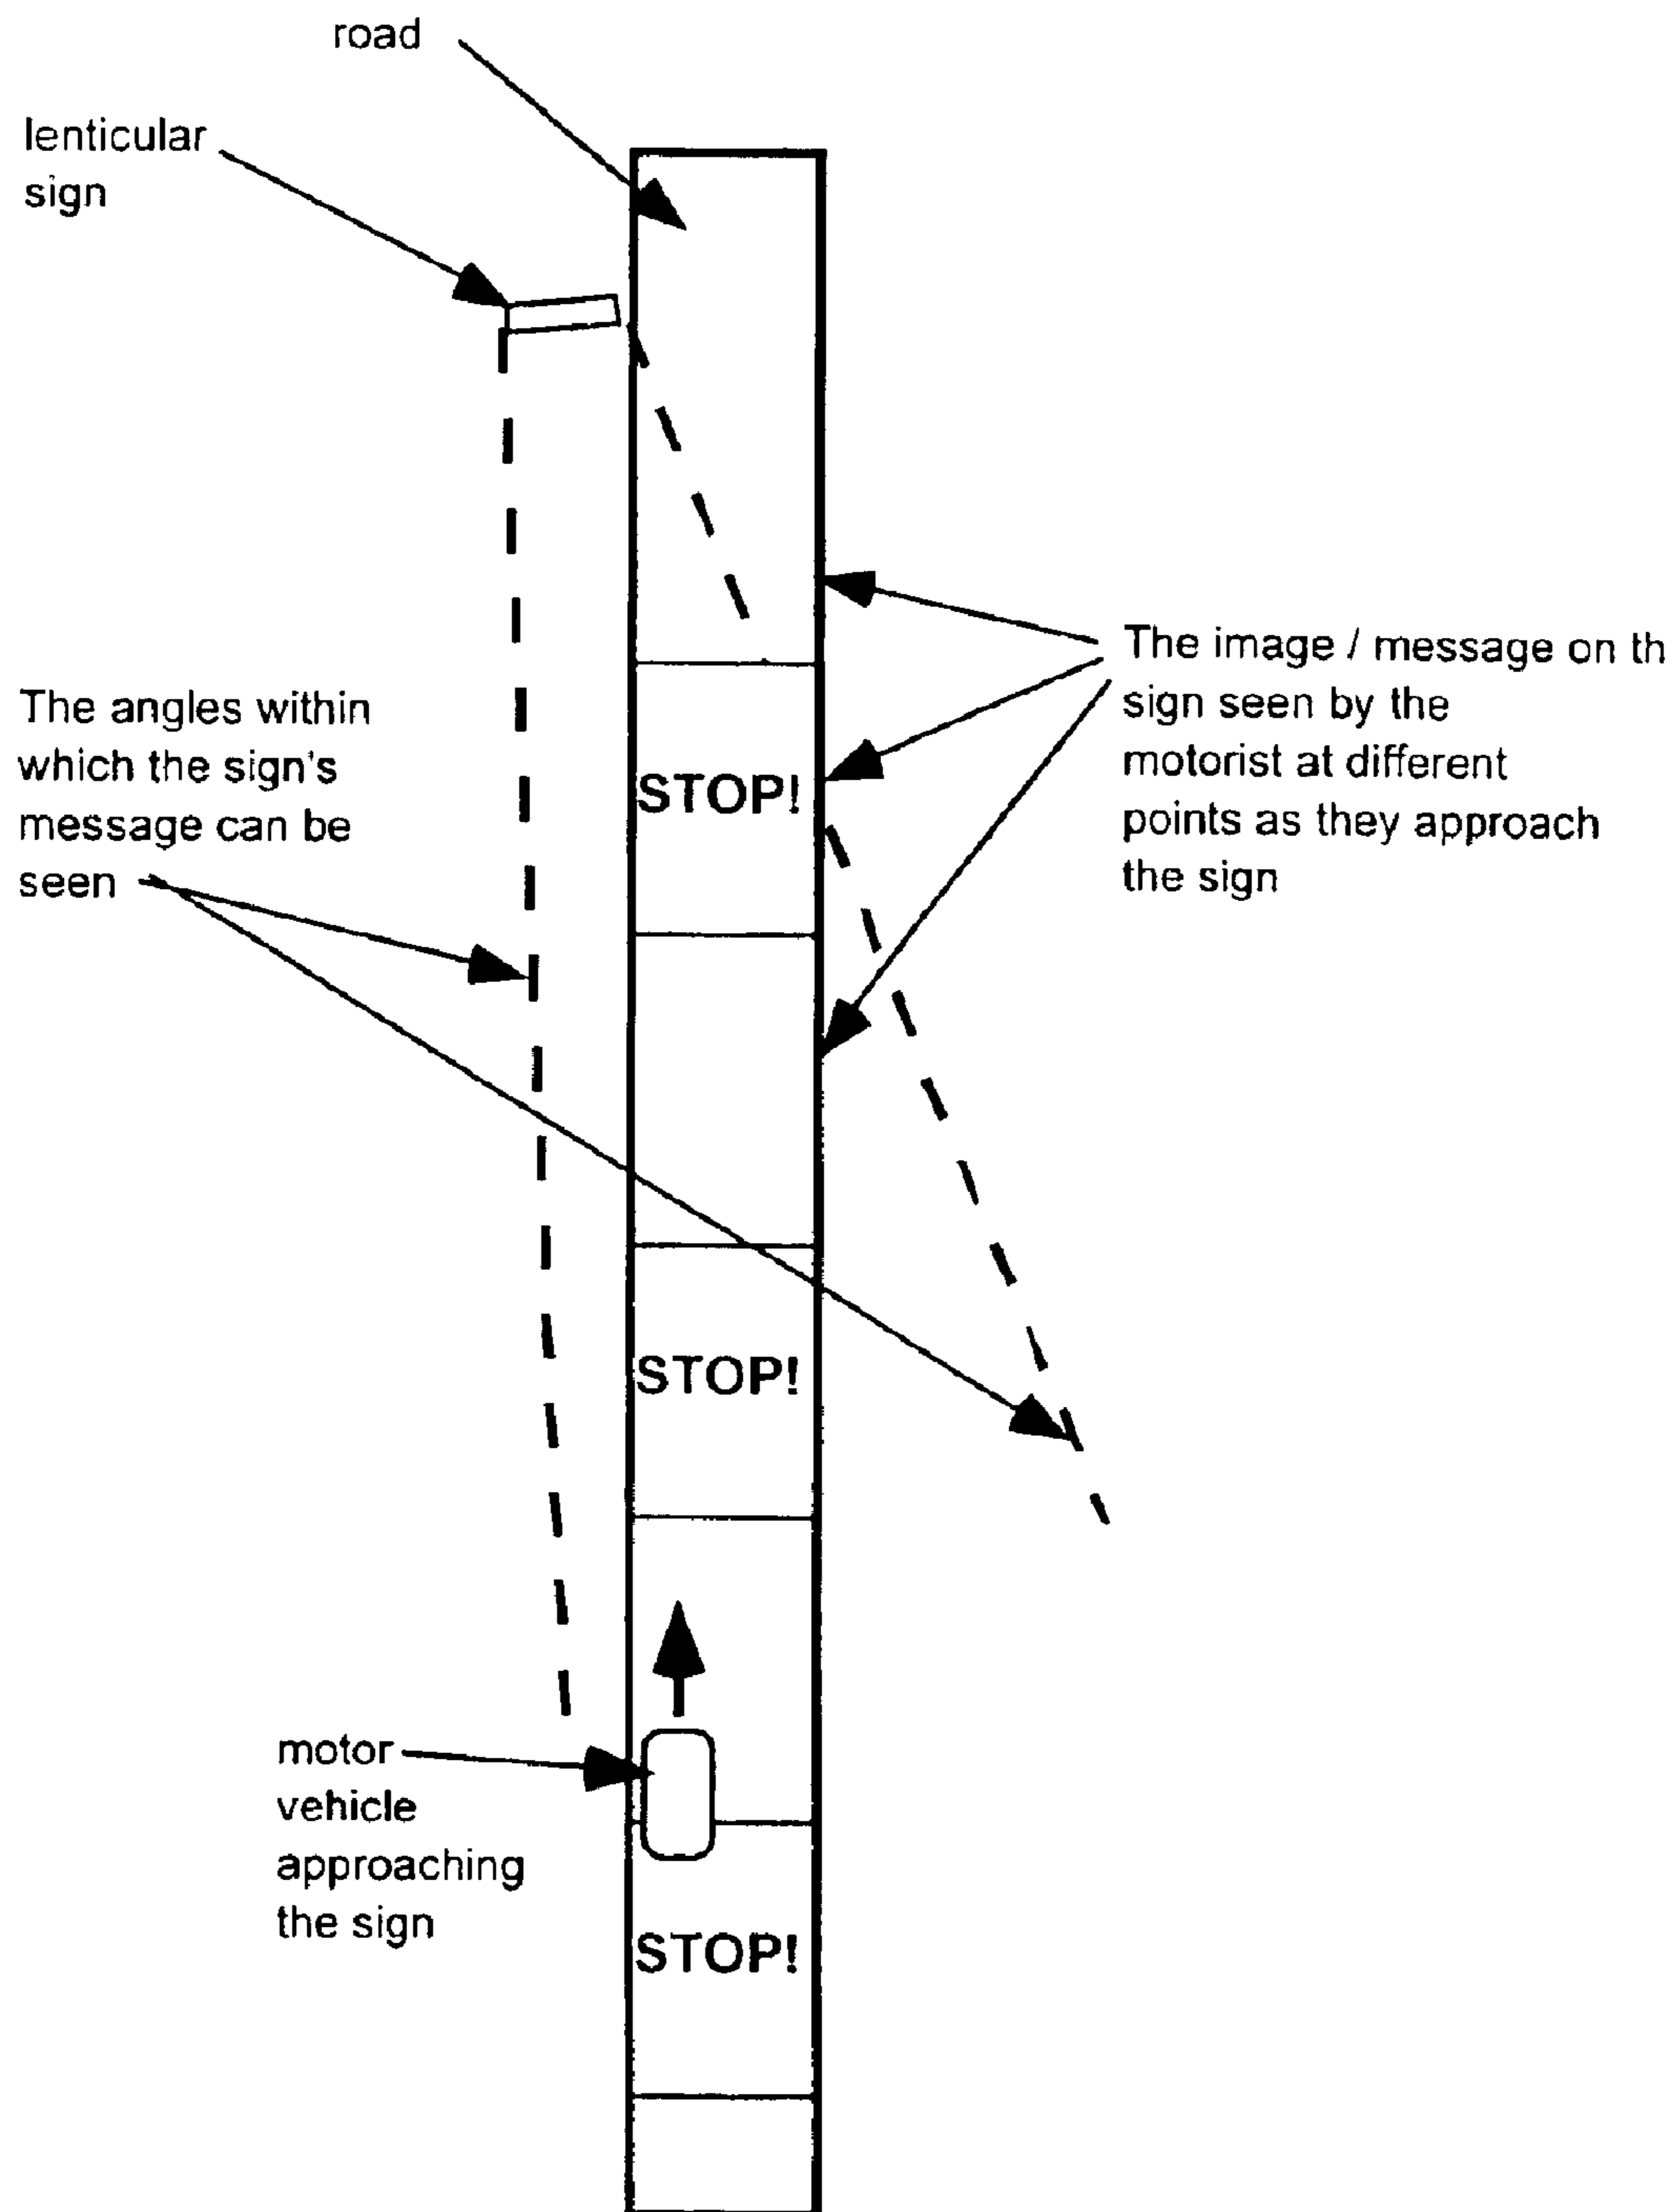 road
lenticular
sign
The image / message on th
sign seen by the
motorist at different
points as they approach
the sign
The angles within
which the sign's
message can be
seen
STOP!
STOP!
motor
vehicle
approaching
the sign
STOP!